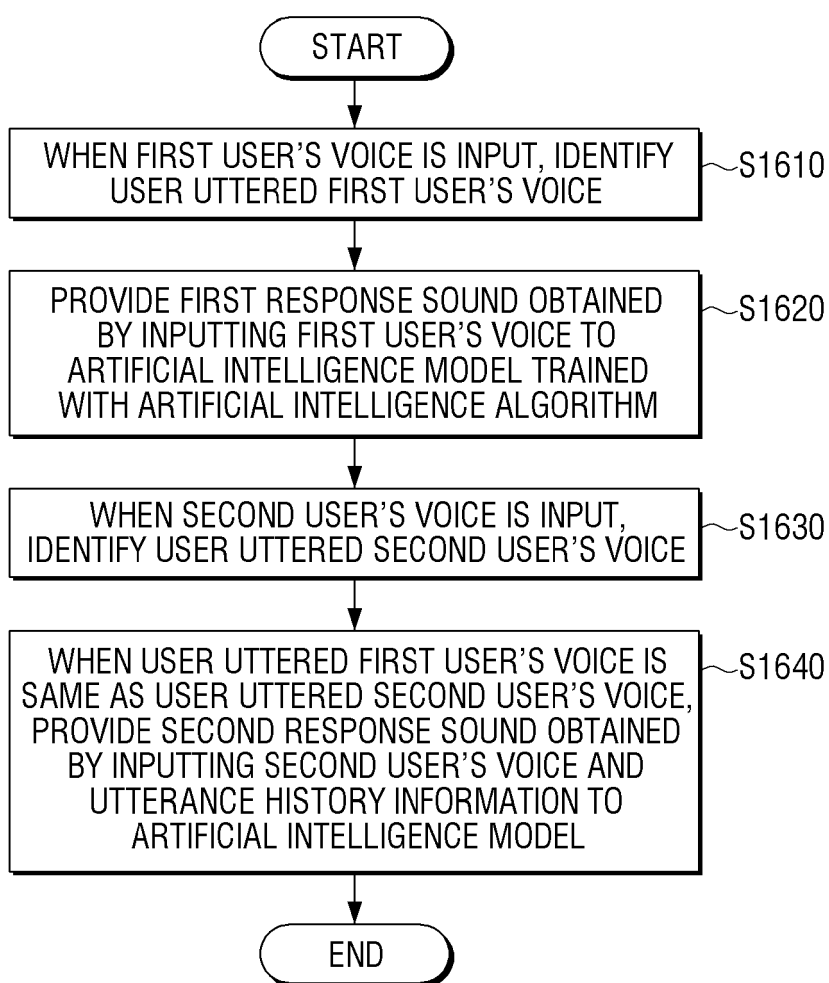 START
WHEN FIRST USER'S VOICE IS INPUT, IDENTIFY
USER UTTERED FIRST USER'S VOICE
S1610
PROVIDE FIRST RESPONSE SOUND OBTAINED
BY INPUTTING FIRST USER'S VOICE TO
ARTIFICIAL INTELLIGENCE MODEL TRAINED
WITH ARTIFICIAL INTELLIGENCE ALGORITHM
S1620
WHEN SECOND USER'S VOICE IS INPUT,
IDENTIFY USER UTTERED SECOND USER'S VOICE
S1630
WHEN USER UTTERED FIRST USER'S VOICE IS
SAME AS USER UTTERED SECOND USER'S VOICE,
PROVIDE SECOND RESPONSE SOUND OBTAINED
BY INPUTTING SECOND USER'S VOICE AND
UTTERANCE HISTORY INFORMATION TO
ARTIFICIAL INTELLIGENCE MODEL
S1640
END